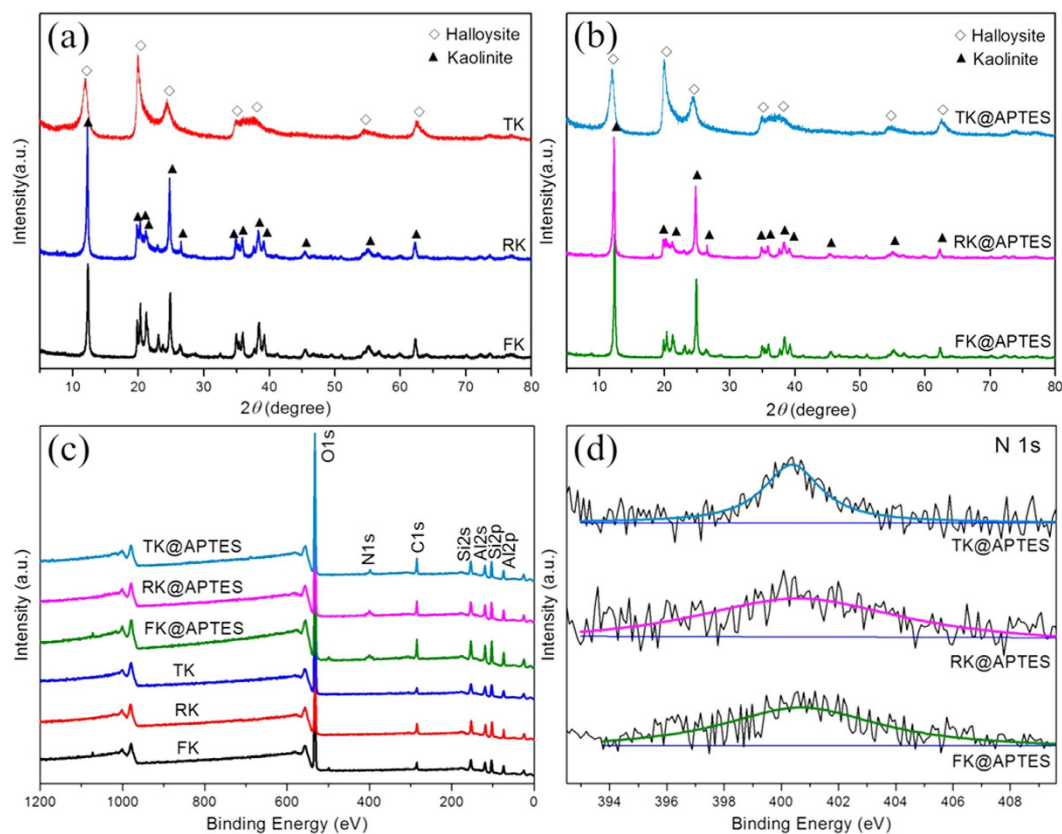 (a)
◇ Halloysite
▲ Kaolinite
TK
RK
FK
Intensity(a.u.)
10 20 30 40 50 60 70 80
2θ (degree)
(b)
◇ Halloysite
▲ Kaolinite
TK@APTES
RK@APTES
FK@APTES
Intensity(a.u.)
10 20 30 40 50 60 70 80
2θ (degree)
(c)
O1s
N1s
C1s
Si2s
Al2s
Si2p
Al2p
TK@APTES
RK@APTES
FK@APTES
TK
RK
FK
Intensity (a.u.)
1200 1000 800 600 400 200 0
Binding Energy (eV)
(d)
N 1s
TK@APTES
RK@APTES
FK@APTES
Intensity (a.u.)
394 396 398 400 402 404 406 408
Binding Energy (eV)